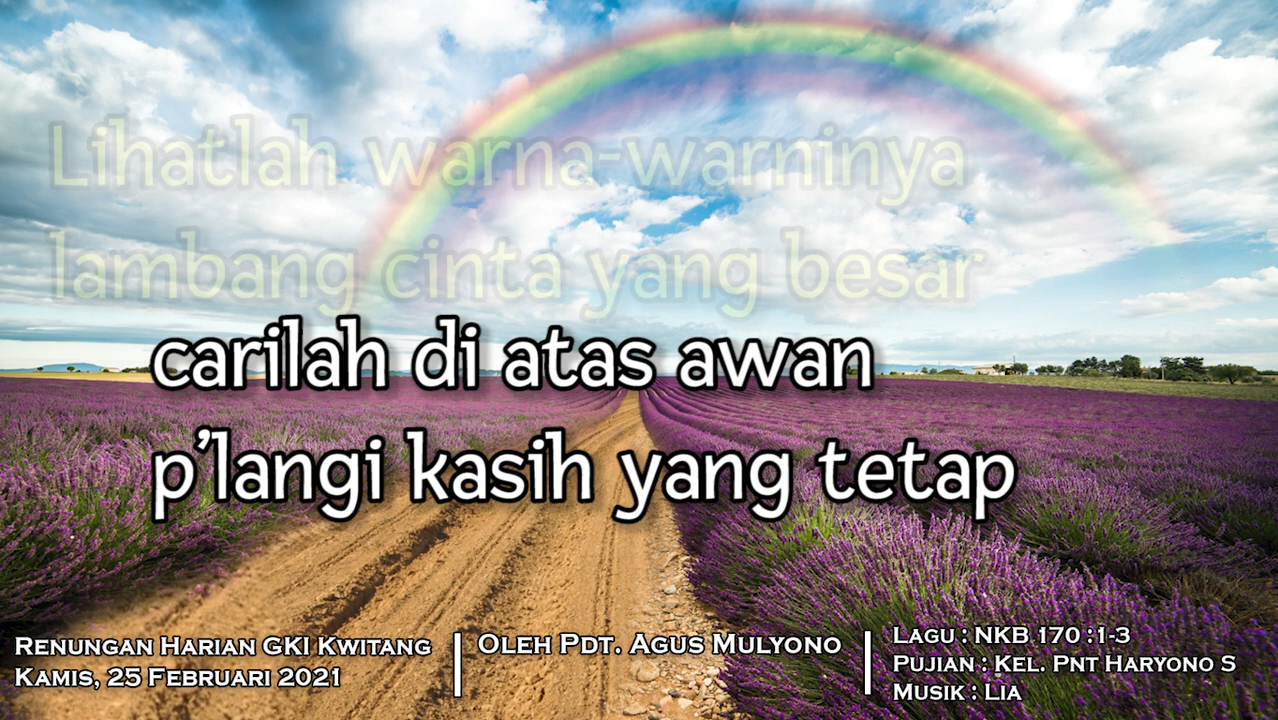 Lihatlah warna-warninya
lambang cinta yang besar
carilah di atas awan
p'langi kasih yang tetap
Renungan Harian GKI Kwitang
Kamis, 25 Februari 2021
Oleh Pdt. Agus Mulyono
Lagu : NKB 170 :1-3
Pujian : Kel. Pnt Haryono S
Musik : Lia